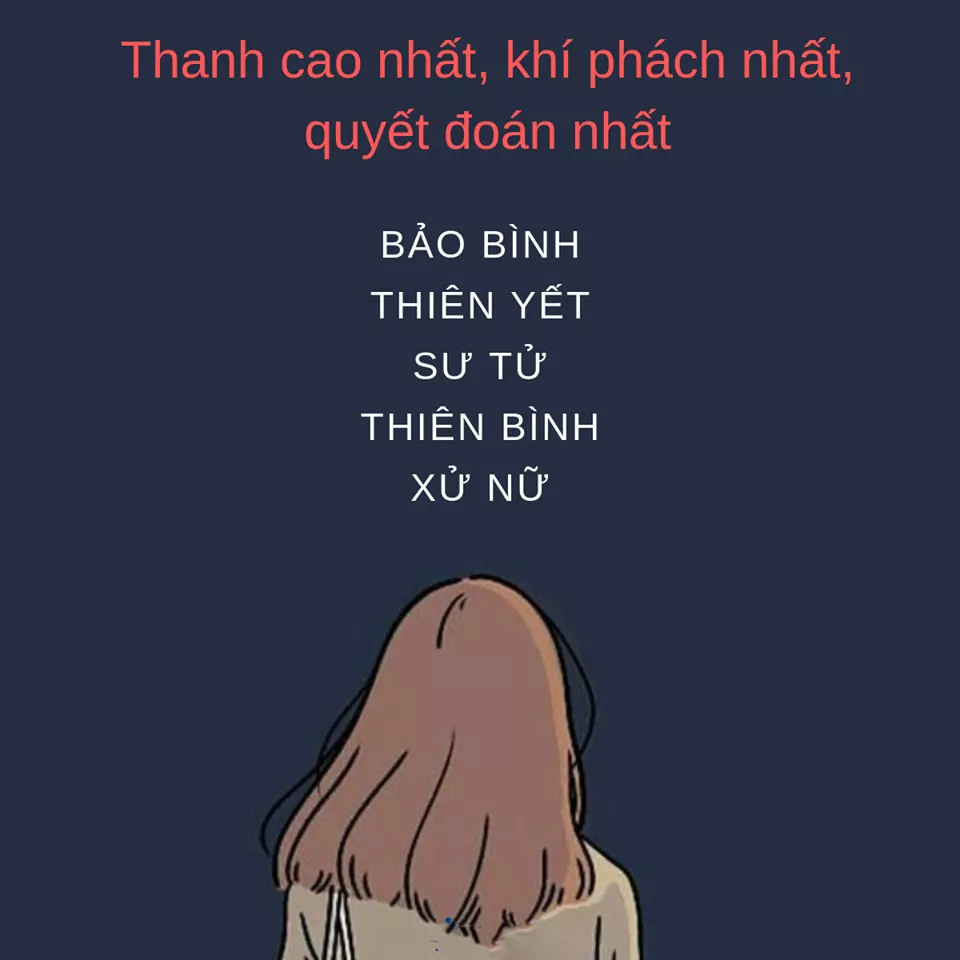 Thanh cao nhất, khí phách nhất,
quyết đoán nhất
BẢO BÌNH
THIÊN YẾT
SƯ TỬ
THIÊN BÌNH
XỬ NỮ